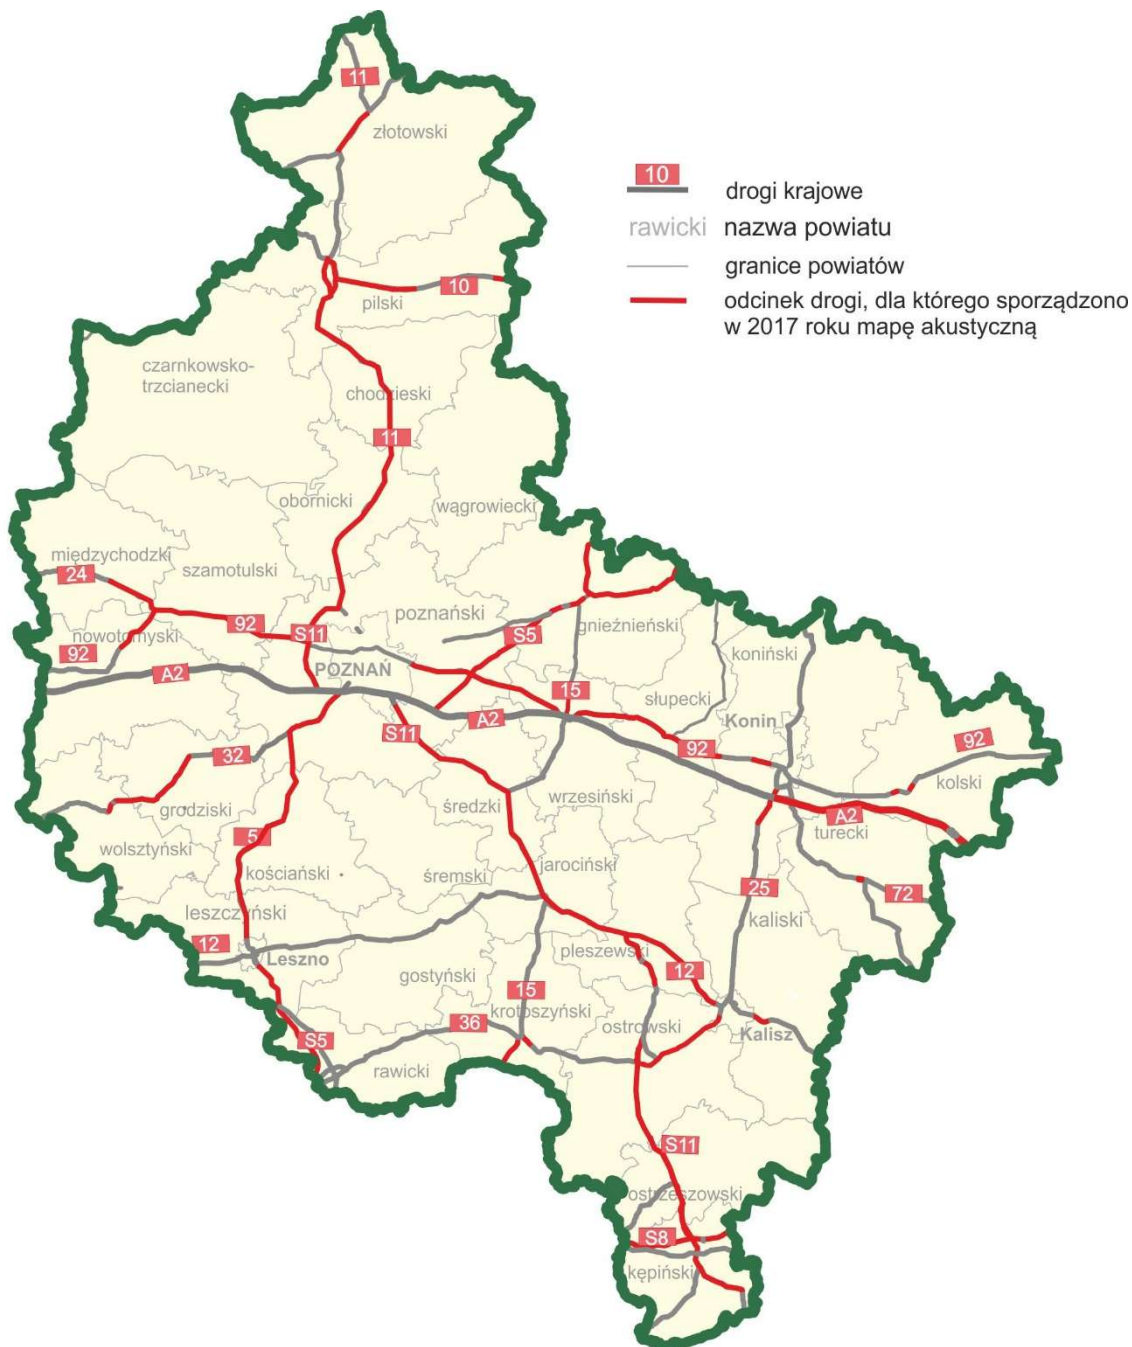 11
złotowski
10
drogi krajowe
rawicki nazwa powiatu
granice powiatów
odcinek drogi, dla którego sporządzono
w 2017 roku mapę akustyczną
10
pilski
czarnkowsko-
trzcianecki
chodzieski
11
obornicki
wągrowiecki
międzychodzki
24
szamotulski
poznański
92
S11
S5
gnieźnieński
nowotomyski
92
koniński
A2
POZNAŃ
15
słupecki
S11
A2
Konin
92
92
32
kolski
średzki
wrzesiński
grodziski
A2
turecki
5
wolsztyński
kościański
śremski
jarociński
25
72
leszczyński
kaliski
12
Leszno
pleszewski
12
gostyński
15
krotoszyński
36
ostrowski
Kalisz
S5
rawicki
S11
ostrzeszowski
S8
kępiński